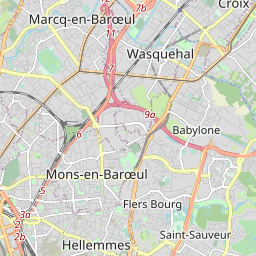 Croix
7b
Marcq-en-Barœul
11
Wasquehal
7
9a
Babylone
6
Mons-en-Barœul
Flers Bourg
3a
2
2b
Saint-Sauveur
Hellemmes